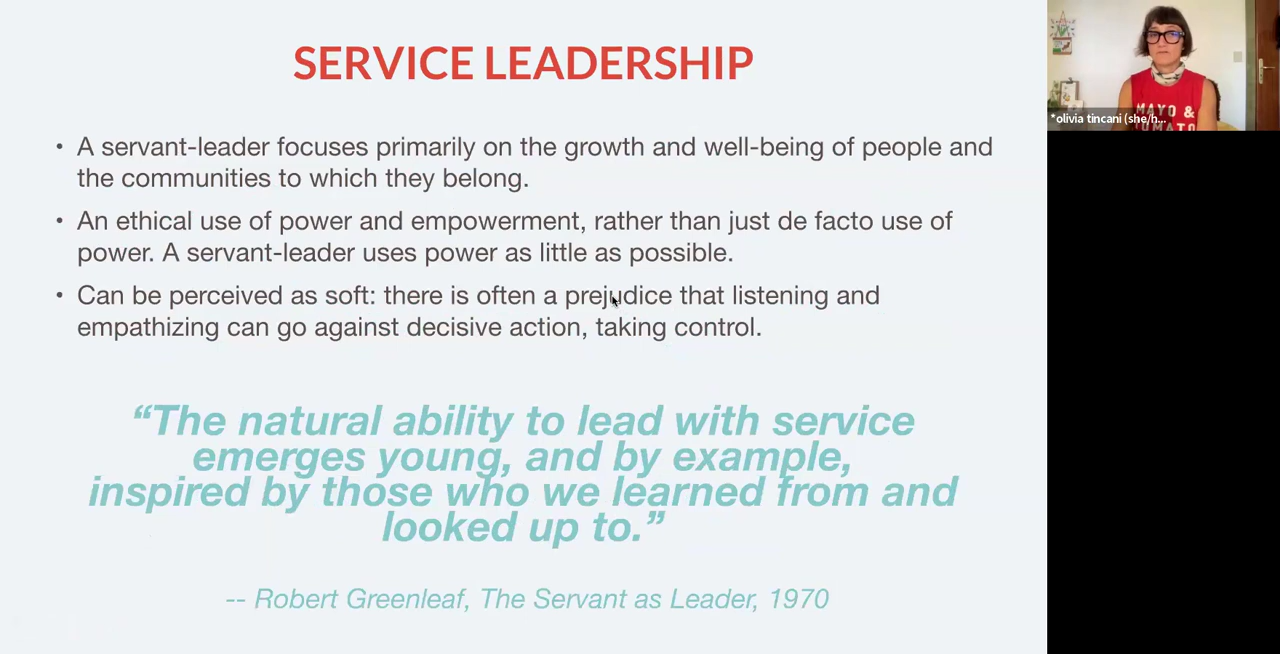 SERVICE LEADERSHIP
• A servant-leader focuses primarily on the growth and well-being of people and
the communities to which they belong.
• An ethical use of power and empowerment, rather than just de facto use of
power. A servant-leader uses power as little as possible.
• Can be perceived as soft: there is often a prejudice that listening and
empathizing can go against decisive action, taking control.
“The natural ability to lead with service
emerges young, and by example,
inspired by those who we learned from and
looked up to.”
-- Robert Greenleaf, The Servant as Leader, 1970
MAYO &
TOMATO
*olivia tincani (she/h...